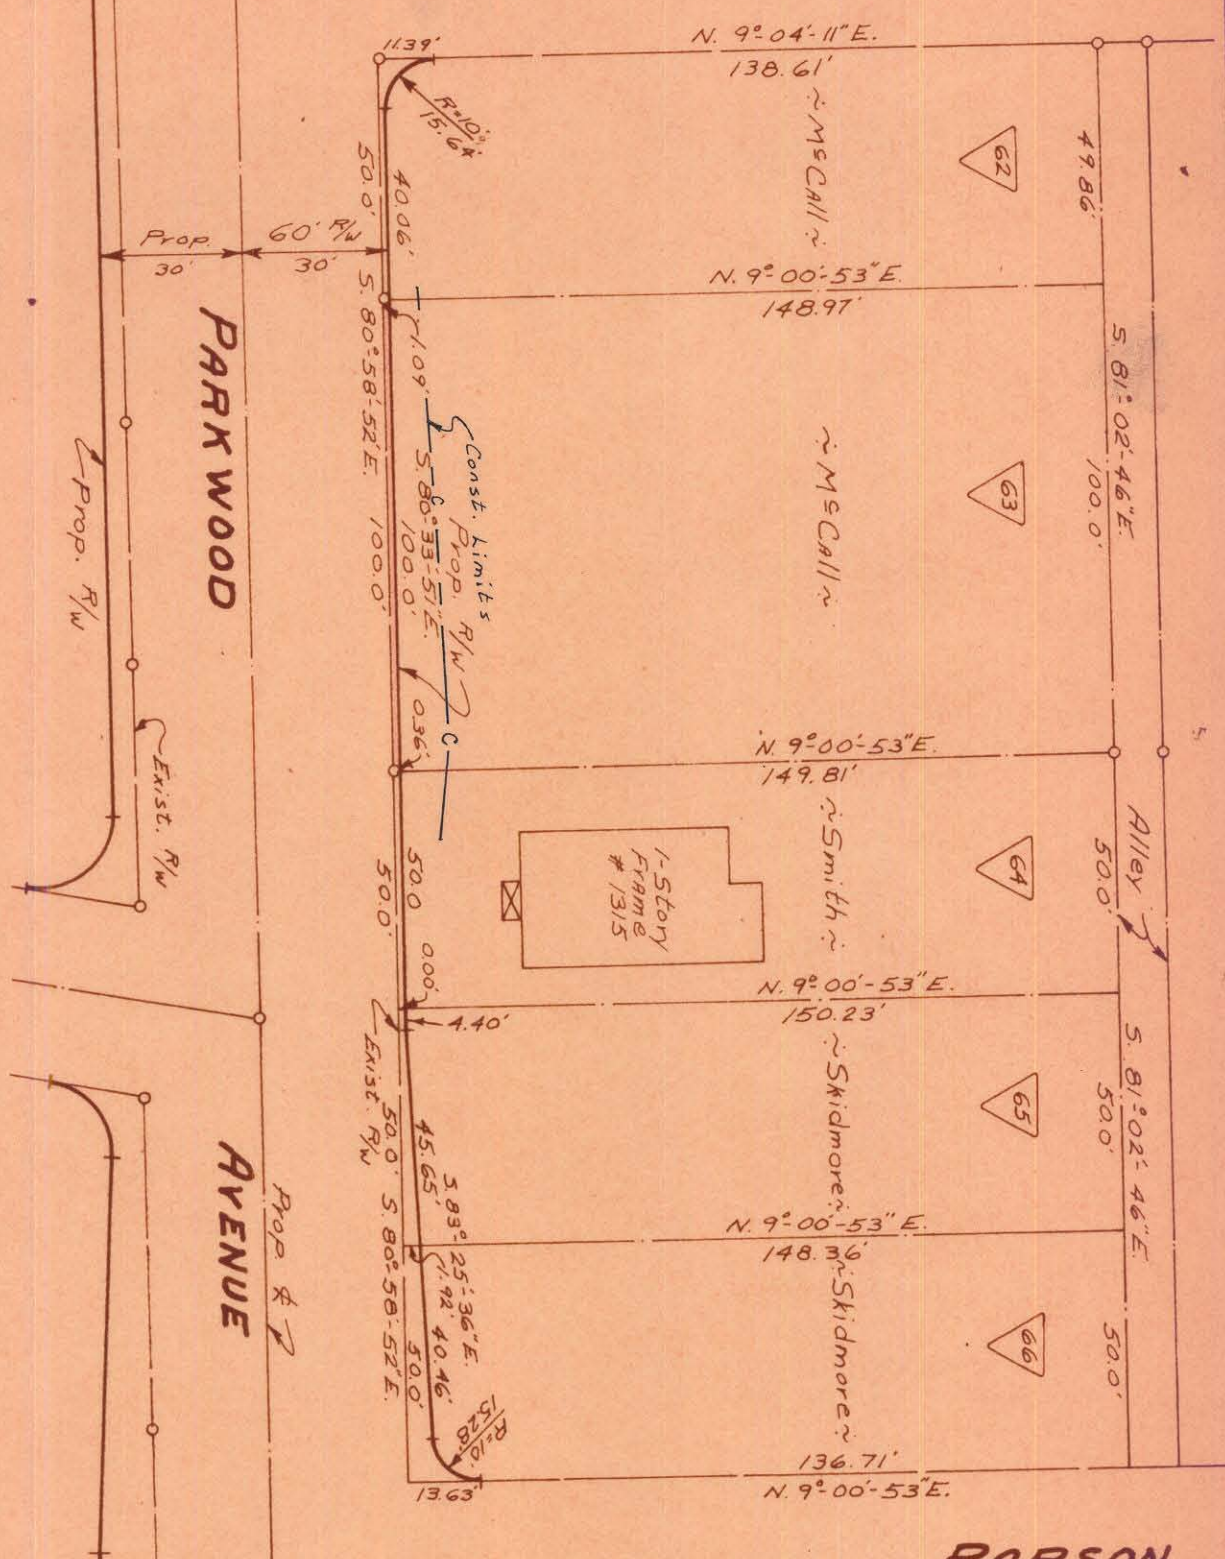 11.39'
N. 9°-04'-11"E.
138.61'
R=10'
15.64'
~McCAll~
62
49.86'
50.0'
40.06'
Prop.
30'
60' R/W
30'
N. 9°-00'-53"E.
148.97'
1.09'
S. 80°-58'-52"E.
100.0'
Const. Limits
Prop. R/W
100.0'
S. 80°-33'-51"E.
C
C
0.36'
~McCAll~
63
S. 81°-02'-46"E.
100.0'
PARKWOOD
Prop. R/W
Exist. R/W
N. 9°-00'-53"E.
149.81'
1-Story
Frame
# 1315
~Smith~
64
50.0'
Alley
50.0
50.0'
0.00'
N. 9°-00'-53"E.
150.23'
4.40'
Exist. R/W
50.0'
S. 80°-58'-52"E.
45.65'
S. 83°-25'-36"E.
~Skidmore~
65
S. 81°-02'-46"E.
50.0'
N. 9°-00'-53"E.
148.36'
1.92'
40.46'
50.0'
~Skidmore~
66
50.0'
AVENUE
Prop ℄
R=10'
15.28'
13.63'
136.71'
N. 9°-00'-53"E.